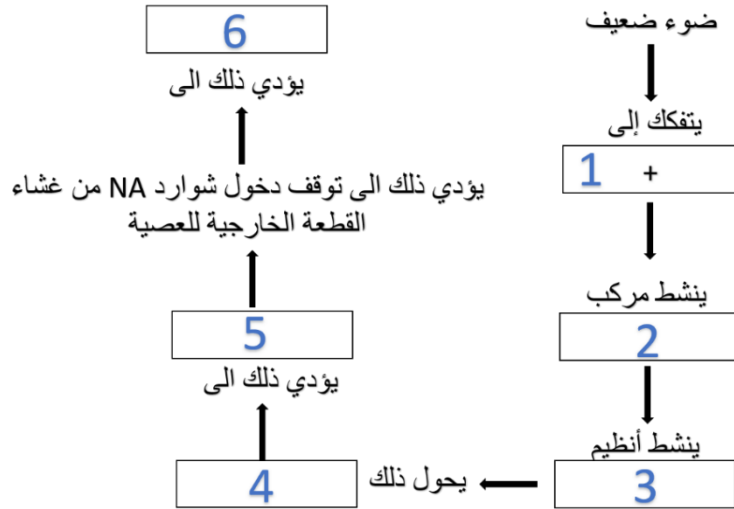 ضوء ضعيف
يتفكك إلى
1 +
ينشط مركب
2
ينشط أنظيم
3
يحول ذلك
4
يؤدي ذلك الى
5
يؤدي ذلك الى توقف دخول شوارد NA من غشاء
القطعة الخارجية للعصية
يؤدي ذلك الى
6